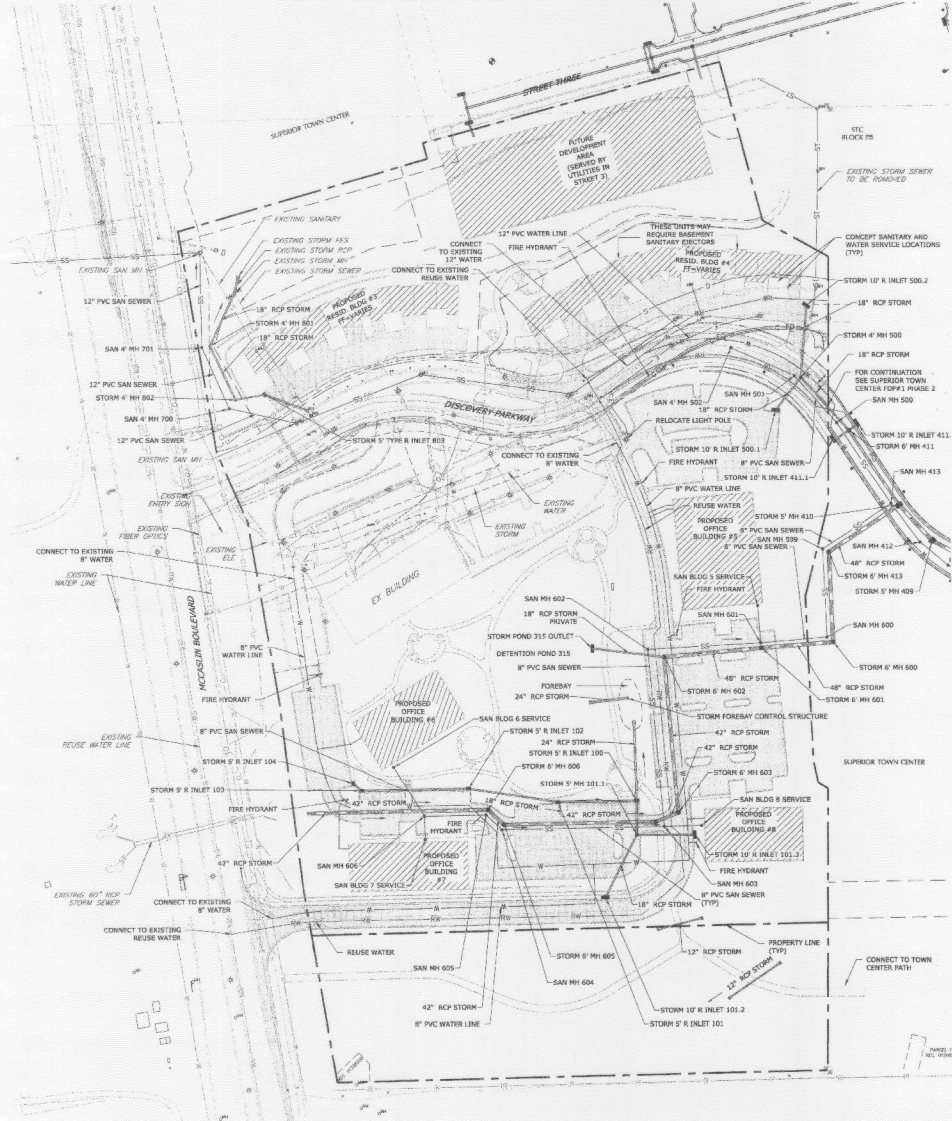 STREET THREE
SUPERIOR TOWN CENTER
FUTURE
DEVELOPMENT
AREA
(SERVED BY
UTILITIES IN
STREET 3)
STC
BLOCK 25
EXISTING STORM SEWER
TO BE REMOVED
EXISTING SANITARY
EXISTING STORM FES
EXISTING STORM RCP
EXISTING STORM MH
EXISTING STORM SEWER
EXISTING SAN MH
12" PVC SAN SEWER
18" RCP STORM
STORM 4' MH 801
18" RCP STORM
SAN 4' MH 701
12" PVC SAN SEWER
STORM 4' MH 802
SAN 4' MH 700
12" PVC SAN SEWER
EXISTING SAN MH
PROPOSED
RESID. BLDG #3
FF=VARIES
12" PVC WATER LINE
CONNECT
TO EXISTING
12" WATER
FIRE HYDRANT
CONNECT TO EXISTING
REUSE WATER
THESE UNITS MAY
REQUIRE BASEMENT
SANITARY EJECTORS
PROPOSED
RESID. BLDG #4
FF=VARIES
CONCEPT SANITARY AND
WATER SERVICE LOCATIONS
(TYP)
STORM 10' R INLET 500.2
18" RCP STORM
STORM 4' MH 500
18" RCP STORM
FOR CONTINUATION
SEE SUPERIOR TOWN
CENTER FDP#1 PHASE 2
SAN MH 500
SAN MH 501
SAN 4' MH 502
18" RCP STORM
RELOCATE LIGHT POLE
DISCOVERY PARKWAY
STORM 5' TYPE R INLET 803
CONNECT TO EXISTING
8" WATER
STORM 10' R INLET 500.1
8" PVC SAN SEWER
STORM 10' R INLET 411.1
STORM 10' R INLET 411.
STORM 6' MH 411
SAN MH 413
FIRE HYDRANT
8" PVC WATER LINE
REUSE WATER
STORM 5' MH 410
8" PVC SAN SEWER
SAN MH 599
8" PVC SAN SEWER
PROPOSED
OFFICE
BUILDING #5
SAN MH 412
48" RCP STORM
STORM 6' MH 413
STORM 5' MH 409
EXISTING
ENTRY SIGN
EXISTING
FIBER OPTICS
EXISTING
ELE
EXISTING
WATER
EXISTING
STORM
CONNECT TO EXISTING
8" WATER
EXISTING
WATER LINE
EX BUILDING
MCCASLIN BOULEVARD
SAN BLDG 5 SERVICE
FIRE HYDRANT
SAN MH 602
SAN MH 601
18" RCP STORM
PRIVATE
STORM POND 315 OUTLET
DETENTION POND 315
8" PVC SAN SEWER
SAN MH 600
STORM 6' MH 600
48" RCP STORM
48" RCP STORM
STORM 6' MH 601
STORM 6' MH 602
8" PVC
WATER LINE
FIRE HYDRANT
FOREBAY
24" RCP STORM
STORM FOREBAY CONTROL STRUCTURE
PROPOSED
OFFICE
BUILDING #6
SAN BLDG 6 SERVICE
8" PVC SAN SEWER
EXISTING
REUSE WATER LINE
STORM 5' R INLET 102
24" RCP STORM
STORM 5' R INLET 100
42" RCP STORM
42" RCP STORM
STORM 5' R INLET 104
STORM 6' MH 606
STORM 5' MH 101.1
STORM 6' MH 603
SUPERIOR TOWN CENTER
STORM 5' R INLET 103
FIRE HYDRANT
42" RCP STORM
18" RCP STORM
42" RCP STORM
SAN BLDG 8 SERVICE
PROPOSED
OFFICE
BUILDING #8
FIRE
HYDRANT
42" RCP STORM
SAN MH 606
SAN BLDG 7 SERVICE
PROPOSED
OFFICE
BUILDING
#7
STORM 10' R INLET 101.3
FIRE HYDRANT
SAN MH 603
8" PVC SAN SEWER
(TYP)
18" RCP STORM
EXISTING 60" RCP
STORM SEWER
CONNECT TO EXISTING
8" WATER
CONNECT TO EXISTING
REUSE WATER
REUSE WATER
SAN MH 605
STORM 6' MH 605
SAN MH 604
12" RCP STORM
PROPERTY LINE
(TYP)
12" RCP STORM
CONNECT TO TOWN
CENTER PATH
42" RCP STORM
8" PVC WATER LINE
STORM 10' R INLET 101.2
STORM 5' R INLET 101